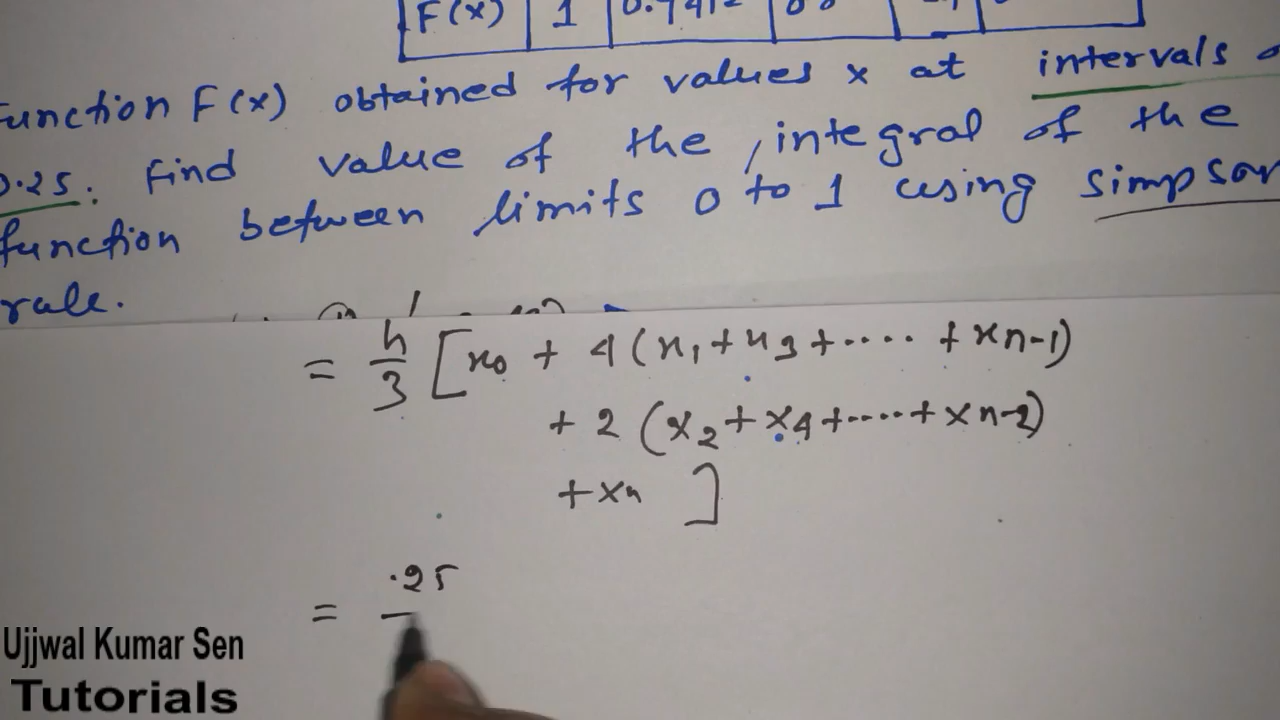 F(x) 1
Function F(x) obtained for values x at intervals
0.25. Find value of the, integral of the
function between limits 0 to 1 using simpson
rule.
= h/3 [x0 + 4(x1+x3+....+xn-1)
+ 2 (x2+x4+....+xn-2)
+xn ]
= .25
Ujjwal Kumar Sen
Tutorials